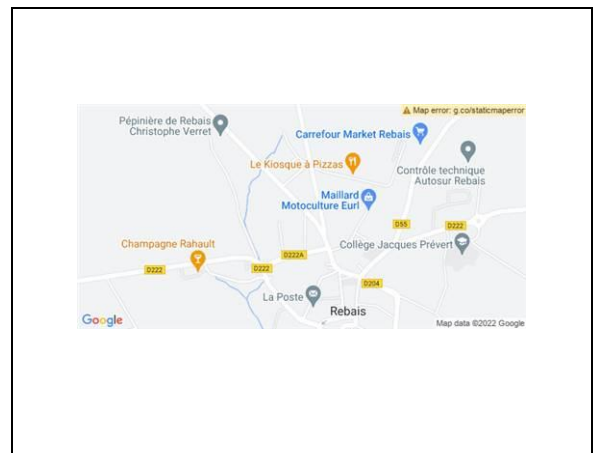 Map error: g.co/staticmaperror
Pépinière de Rebais
Christophe Verret
Carrefour Market Rebais
Le Kiosque à Pizzas
Contrôle technique
Autosur Rebais
Maillard
Motoculture Eurl
D55
D222
Champagne Rahault
Collège Jacques Prévert
D222A
D222
D222
D204
La Poste
Rebais
Google
Map data ©2022 Google